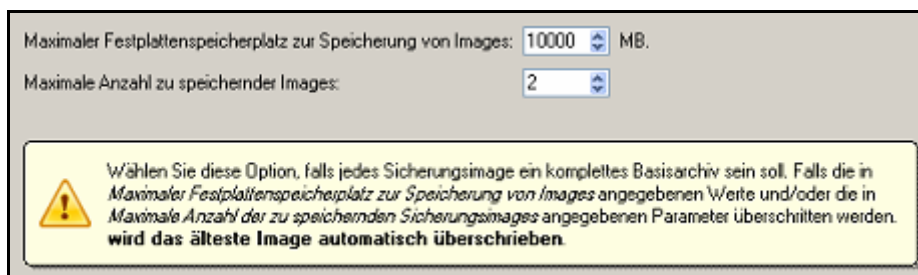 Maximaler Festplattenspeicherplatz zur Speicherung von Images: 10000 MB.
Maximale Anzahl zu speichernder Images: 2
Wählen Sie diese Option, falls jedes Sicherungsimage ein komplettes Basisarchiv sein soll. Falls die in
Maximaler Festplattenspeicherplatz zur Speicherung von Images angegebenen Werte und/oder die in
Maximale Anzahl der zu speichernden Sicherungsimages angegebenen Parameter überschritten werden,
wird das älteste Image automatisch überschrieben.